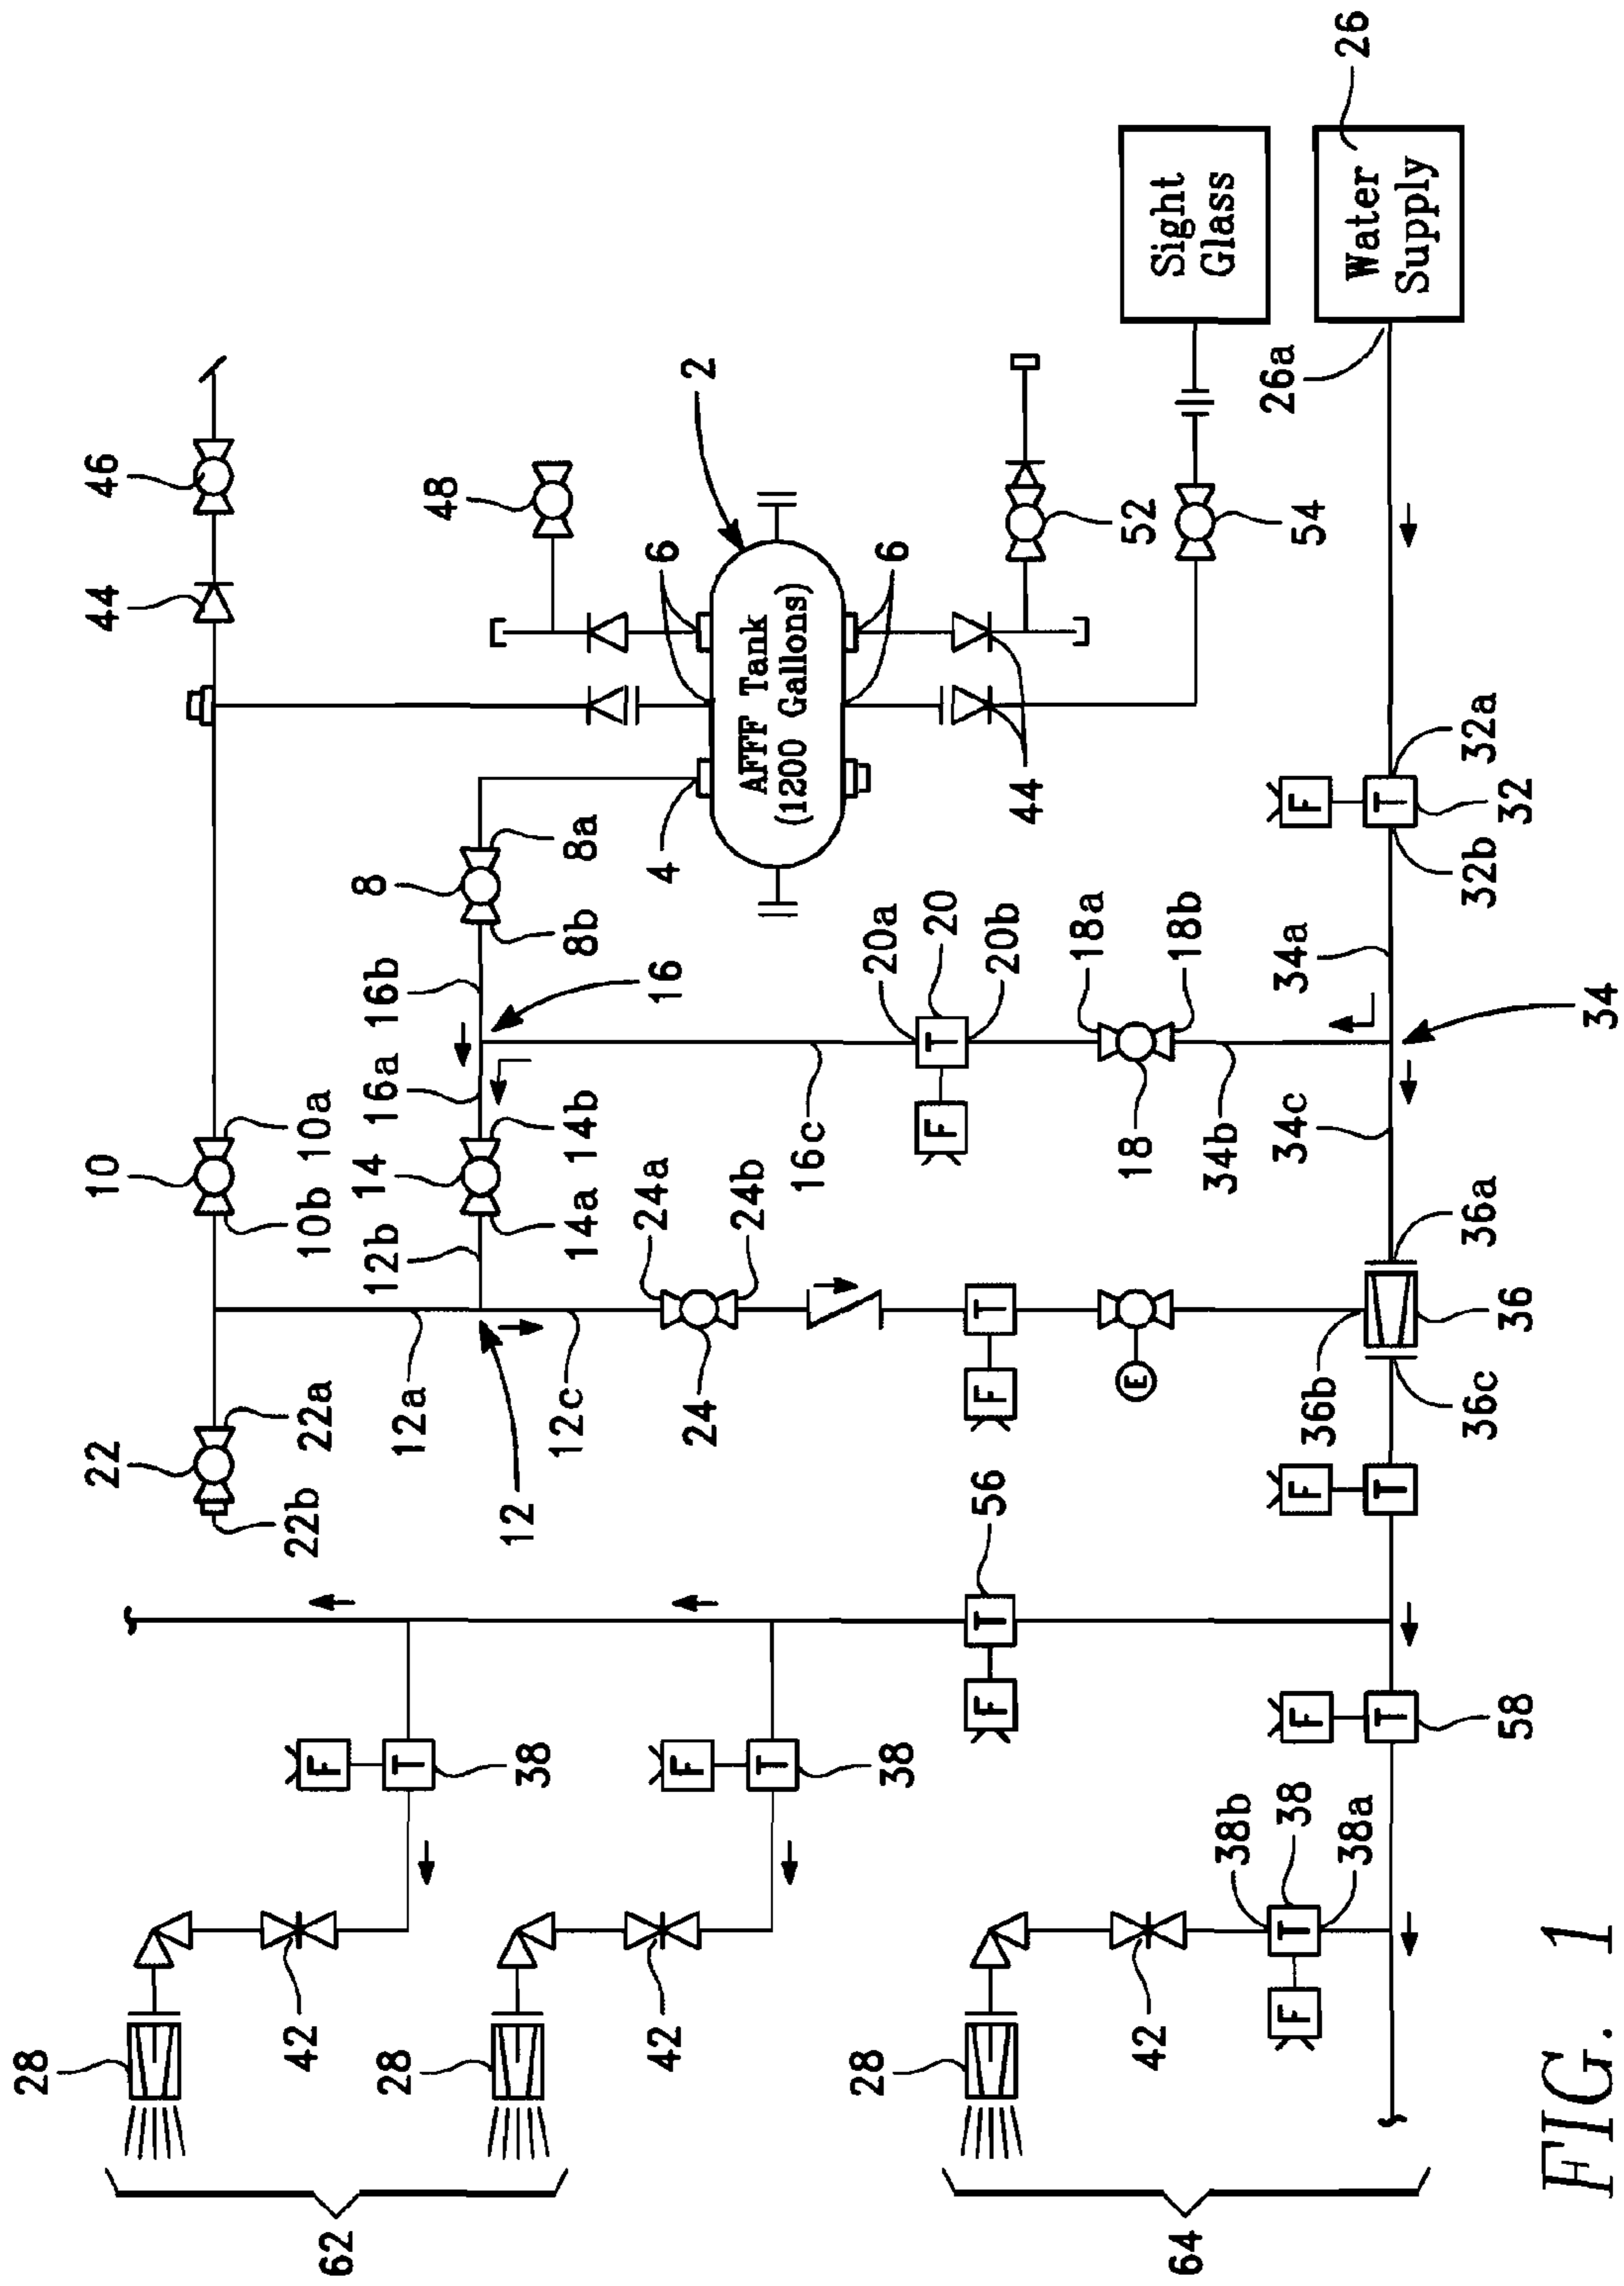 46
44
48
2
6
6
AFFF Tank
(1200 Gallons)
4
44
52
54
Sight
Glass
Water
Supply
26
26a
10
10a
10b
8
8a
8b
16b
16
16a
14
14b
14a
12b
22
22a
22b
12a
12
12c
24a
24b
24
20a
20
20b
T
F
16c
18a
18b
18
34b
34a
34
34c
F
T
32a
32
32b
T
F
E
36a
36
36b
36c
F
T
56
T
F
F
T
58
F
T
38
F
T
38
38b
38
38a
T
F
42
42
42
28
28
28
62
64
FIG. 1